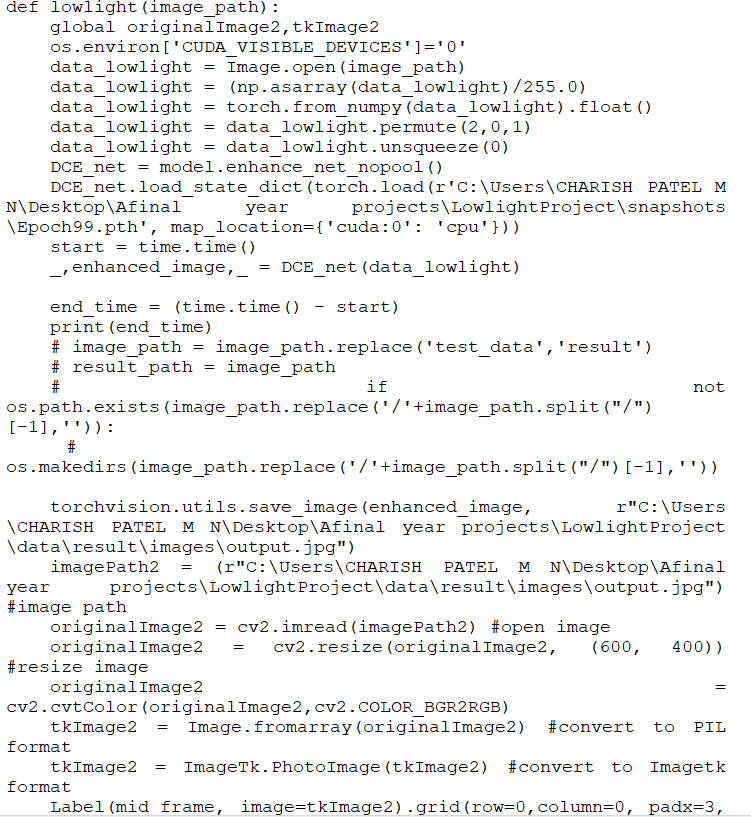 def lowlight(image_path):
    global originalImage2,tkImage2
    os.environ['CUDA_VISIBLE_DEVICES']='0'
    data_lowlight = Image.open(image_path)
    data_lowlight = (np.asarray(data_lowlight)/255.0)
    data_lowlight = torch.from_numpy(data_lowlight).float()
    data_lowlight = data_lowlight.permute(2,0,1)
    data_lowlight = data_lowlight.unsqueeze(0)
    DCE_net = model.enhance_net_nopool()
    DCE_net.load_state_dict(torch.load(r'C:\Users\CHARISH PATEL M
N\Desktop\Afinal year projects\LowlightProject\snapshots
\Epoch99.pth', map_location={'cuda:0': 'cpu'}))
    start = time.time()
    _,enhanced_image,_ = DCE_net(data_lowlight)
    end_time = (time.time() - start)
    print(end_time)
    # image_path = image_path.replace('test_data','result')
    # result_path = image_path
    # if not
os.path.exists(image_path.replace('/'+image_path.split("/")
[-1],'')):
    #
os.makedirs(image_path.replace('/'+image_path.split("/")[-1],''))
    torchvision.utils.save_image(enhanced_image, r"C:\Users
\CHARISH PATEL M N\Desktop\Afinal year projects\LowlightProject
\data\result\images\output.jpg")
    imagePath2 = (r"C:\Users\CHARISH PATEL M N\Desktop\Afinal
year projects\LowlightProject\data\result\images\output.jpg")
#image path
    originalImage2 = cv2.imread(imagePath2) #open image
    originalImage2 = cv2.resize(originalImage2, (600, 400))
#resize image
    originalImage2 =
cv2.cvtColor(originalImage2,cv2.COLOR_BGR2RGB)
    tkImage2 = Image.fromarray(originalImage2) #convert to PIL
format
    tkImage2 = ImageTk.PhotoImage(tkImage2) #convert to Imagetk
format
    Label(mid_frame, image=tkImage2).grid(row=0,column=0, padx=3,